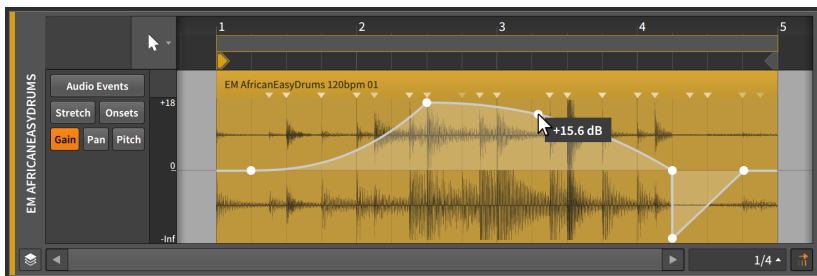 1 2 3 4 5
EM AFRICANEASYDRUMS
Audio Events
Stretch Onsets
Gain Pan Pitch
+18
0
-Inf
EM AfricanEasyDrums 120bpm 01
+15.6 dB
1/4